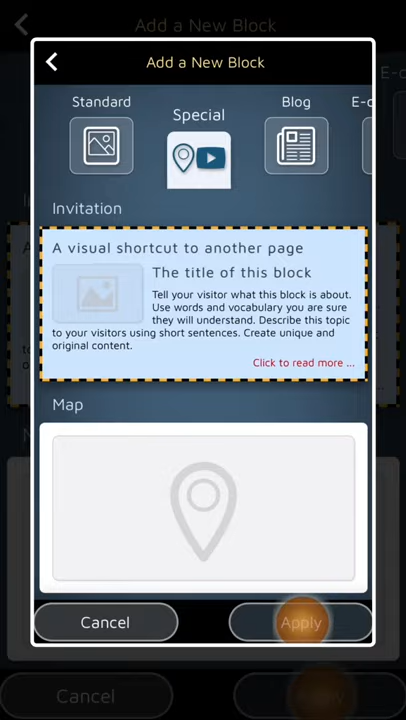 Add a New Block
Add a New Block
Standard
Special
Blog
E-c
Invitation
A visual shortcut to another page
The title of this block
Tell your visitor what this block is about.
Use words and vocabulary you are sure
they will understand. Describe this topic
to your visitors using short sentences. Create unique and
original content.
Click to read more ...
Map
Cancel
Apply
Cancel